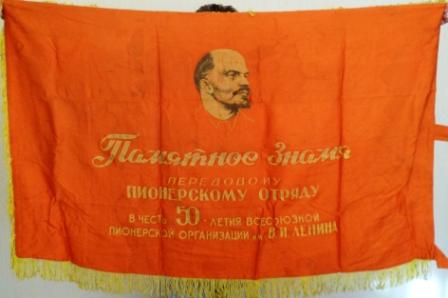 Памятное Знамя
ПЕРЕДОВОМУ
ПИОНЕРСКОМУ ОТРЯДУ
В ЧЕСТЬ 50-ЛЕТИЯ ВСЕСОЮЗНОЙ
ПИОНЕРСКОЙ ОРГАНИЗАЦИИ им. В.И. ЛЕНИНА